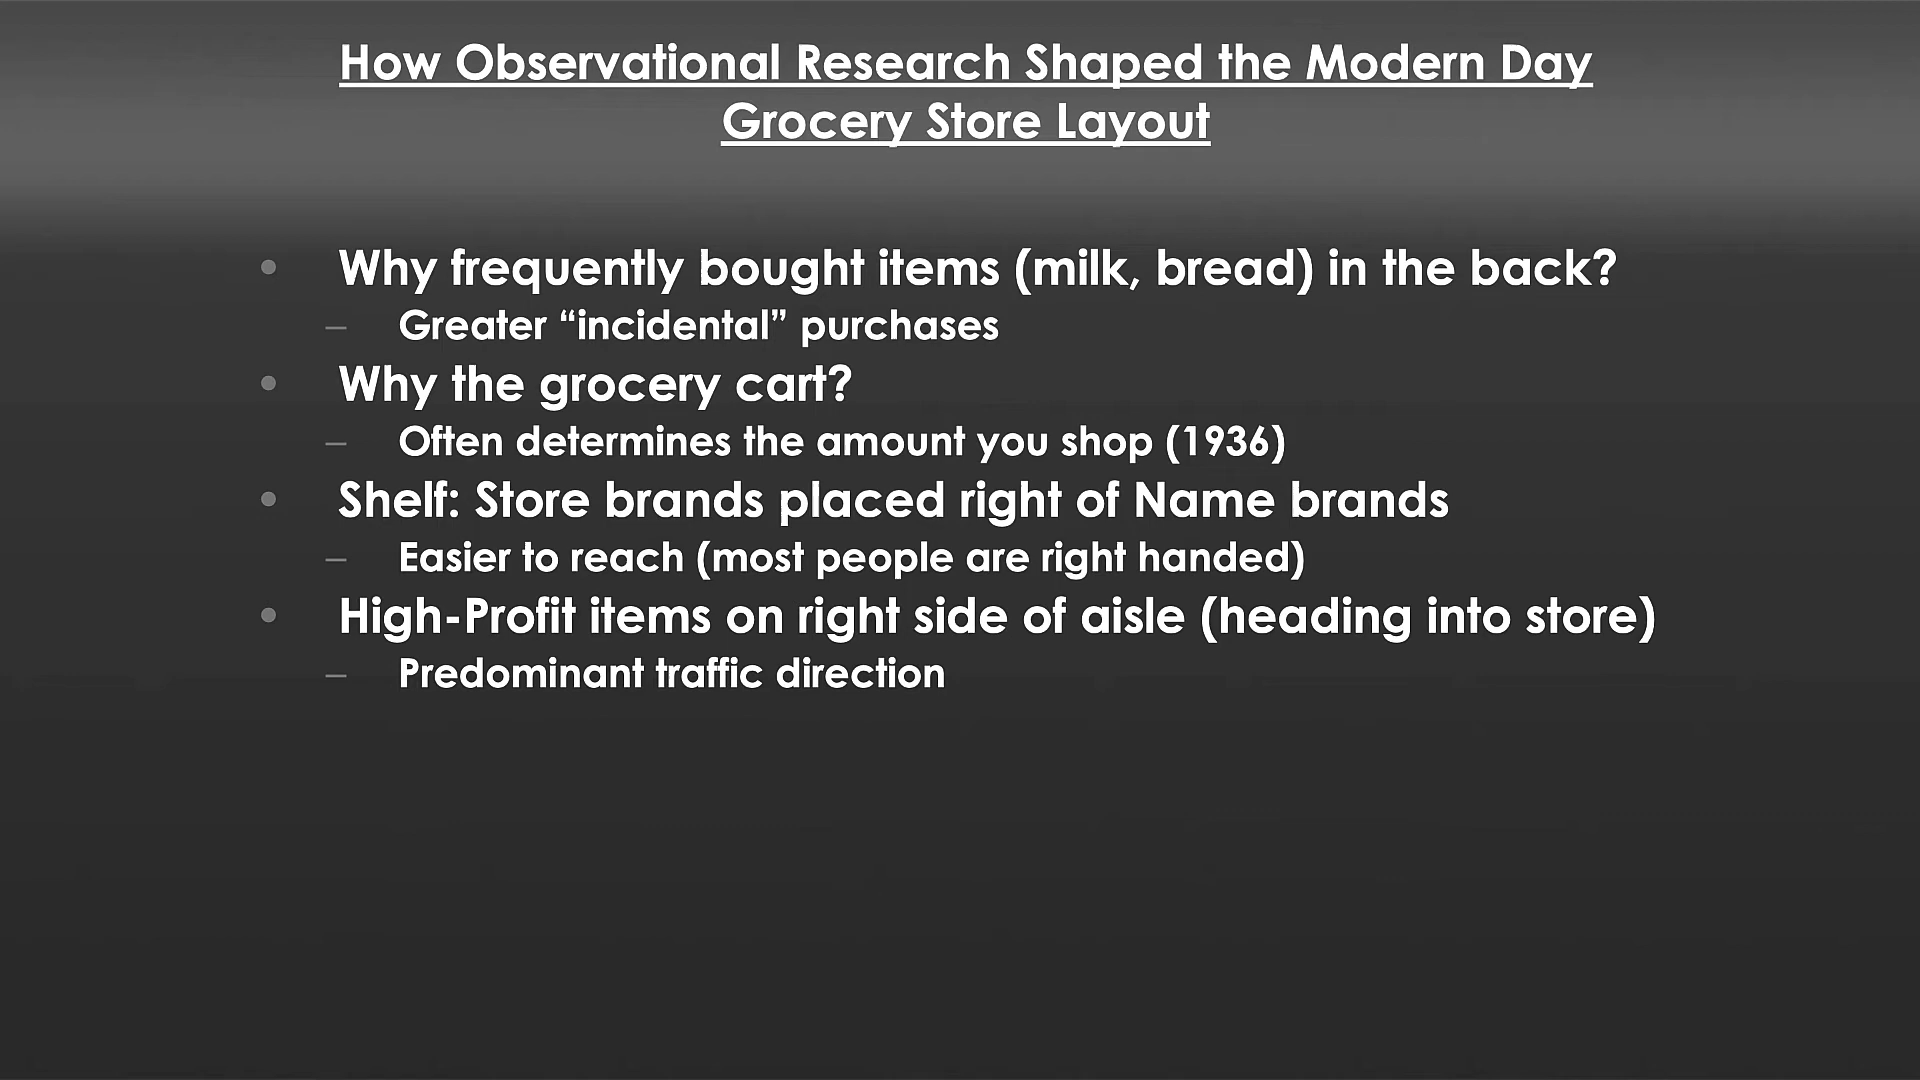 How Observational Research Shaped the Modern Day
Grocery Store Layout
• Why frequently bought items (milk, bread) in the back?
– Greater “incidental” purchases
• Why the grocery cart?
– Often determines the amount you shop (1936)
• Shelf: Store brands placed right of Name brands
– Easier to reach (most people are right handed)
• High-Profit items on right side of aisle (heading into store)
– Predominant traffic direction